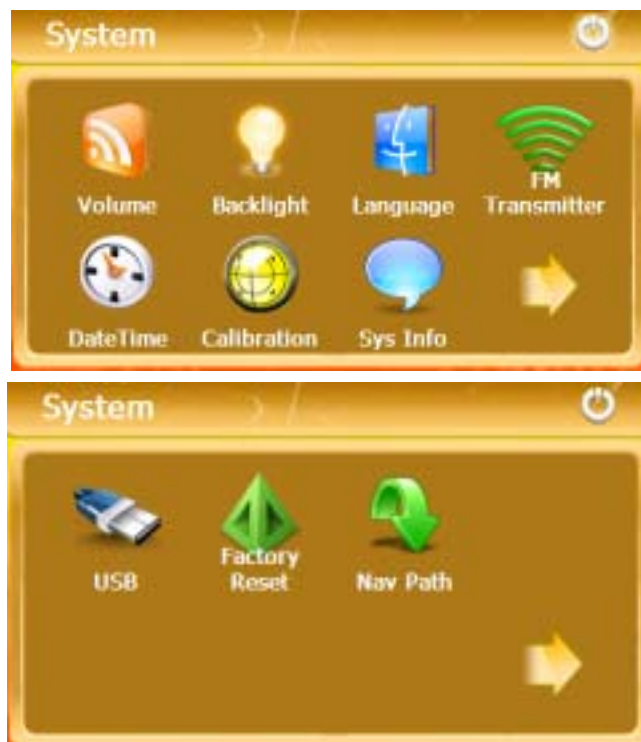 System
Volume Backlight Language FM Transmitter
DateTime Calibration Sys Info
System
USB Factory Reset Nav Path